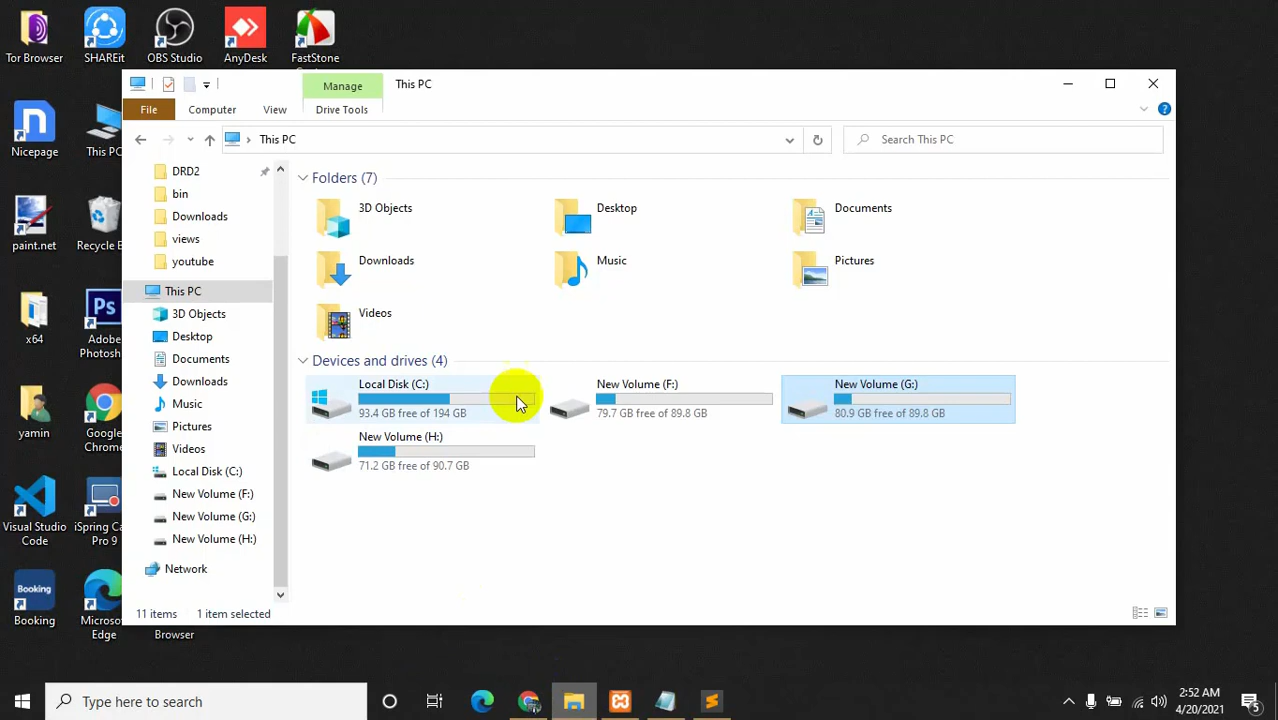 Tor Browser
SHAREit
OBS Studio
AnyDesk
FastStone
Manage
This PC
File
Computer
View
Drive Tools
Nicepage
This PC
This PC
Search This PC
DRD2
bin
Downloads
views
youtube
This PC
3D Objects
Desktop
Documents
Downloads
Music
Pictures
Videos
Local Disk (C:)
New Volume (F:)
New Volume (G:)
New Volume (H:)
Network
Folders (7)
3D Objects
Desktop
Documents
Downloads
Music
Pictures
Videos
Devices and drives (4)
Local Disk (C:)
93.4 GB free of 194 GB
New Volume (F:)
79.7 GB free of 89.8 GB
New Volume (G:)
80.9 GB free of 89.8 GB
New Volume (H:)
71.2 GB free of 90.7 GB
paint.net
Recycle B
x64
Ps
Adobe
Photosh
yamin
Google
Chrome
Visual Studio
Code
iSpring Ca
Pro 9
Booking
Booking
Microso
Edge
Browser
11 items
1 item selected
Type here to search
2:52 AM
4/20/2021
5